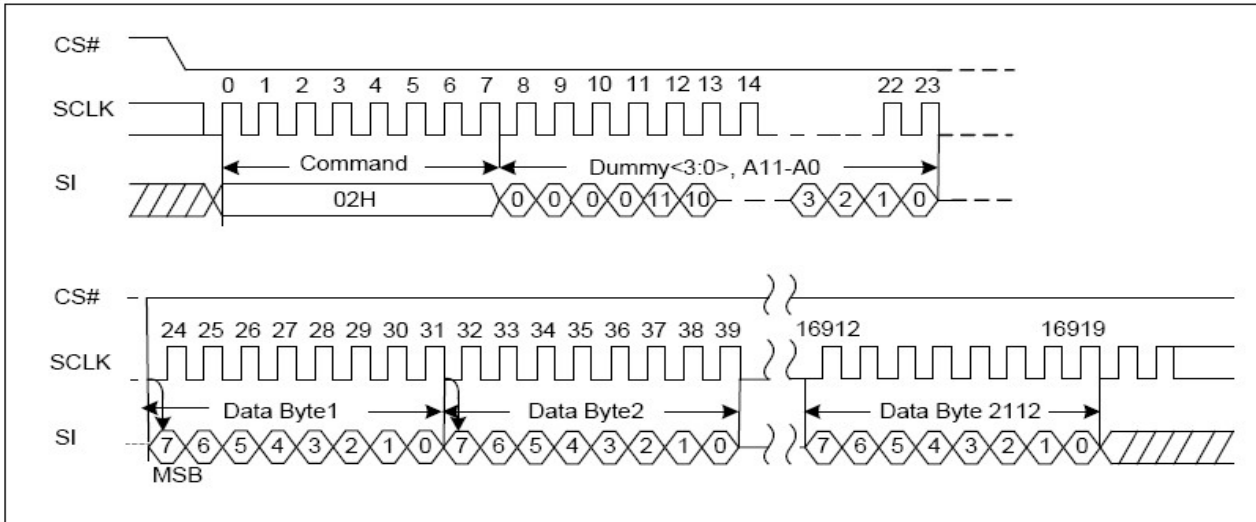 CS#
0 1 2 3 4 5 6 7 8 9 10 11 12 13 14 22 23
SCLK
Command Dummy<3:0>, A11-A0
SI
02H 0 0 0 0 11 10 3 2 1 0
CS#
24 25 26 27 28 29 30 31 32 33 34 35 36 37 38 39 16912 16919
SCLK
Data Byte1 Data Byte2 Data Byte 2112
SI 7 6 5 4 3 2 1 0 7 6 5 4 3 2 1 0 7 6 5 4 3 2 1 0
MSB